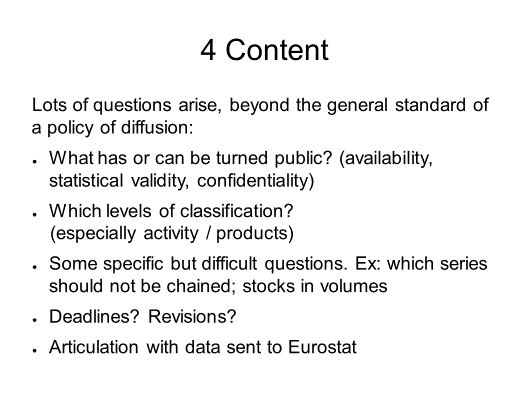 4 Content
Lots of questions arise, beyond the general standard of
a policy of diffusion:
• What has or can be turned public? (availability,
statistical validity, confidentiality)
• Which levels of classification?
(especially activity / products)
• Some specific but difficult questions. Ex: which series
should not be chained; stocks in volumes
• Deadlines? Revisions?
• Articulation with data sent to Eurostat